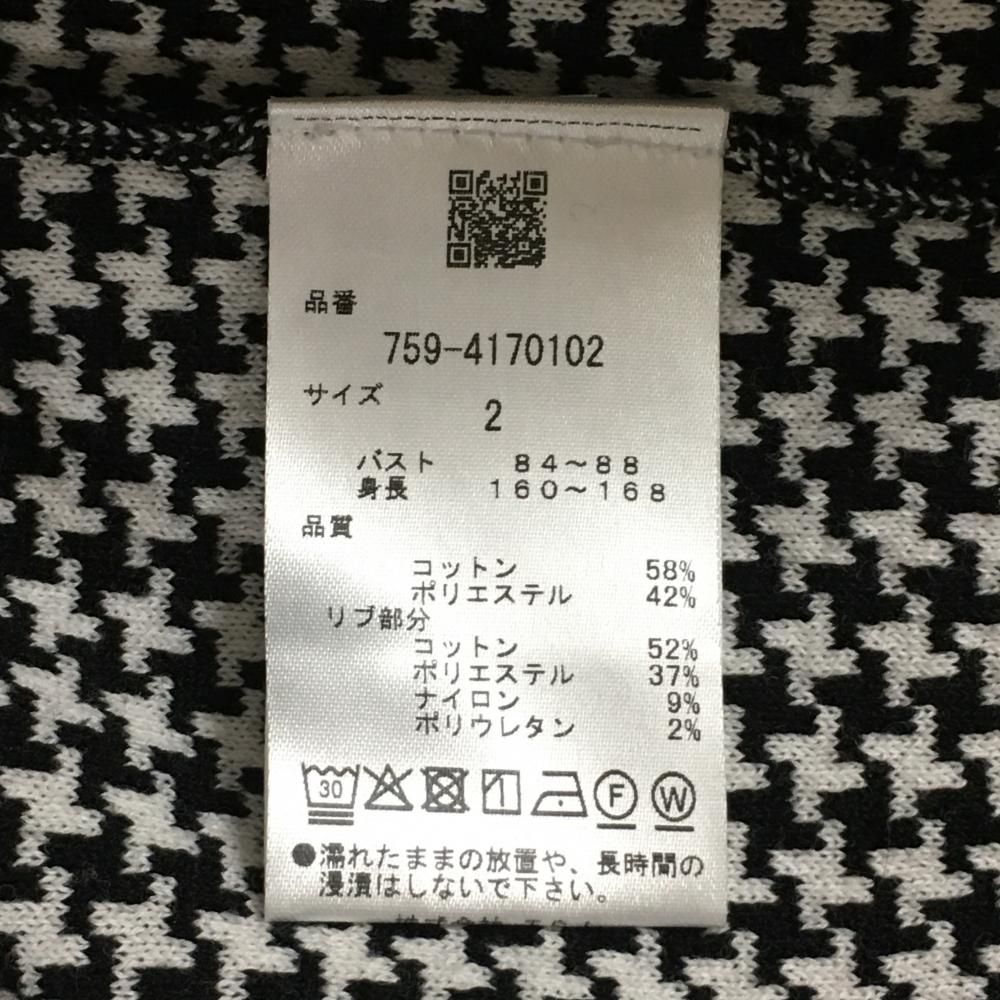 品番
759-4170102
サイズ
2
バスト 84～88
身長 160～168
品質
コットン 58%
ポリエステル 42%
リブ部分
コットン 52%
ポリエステル 37%
ナイロン 9%
ポリウレタン 2%
30 F W
●濡れたままの放置や、長時間の
浸漬はしないで下さい。
株式会社